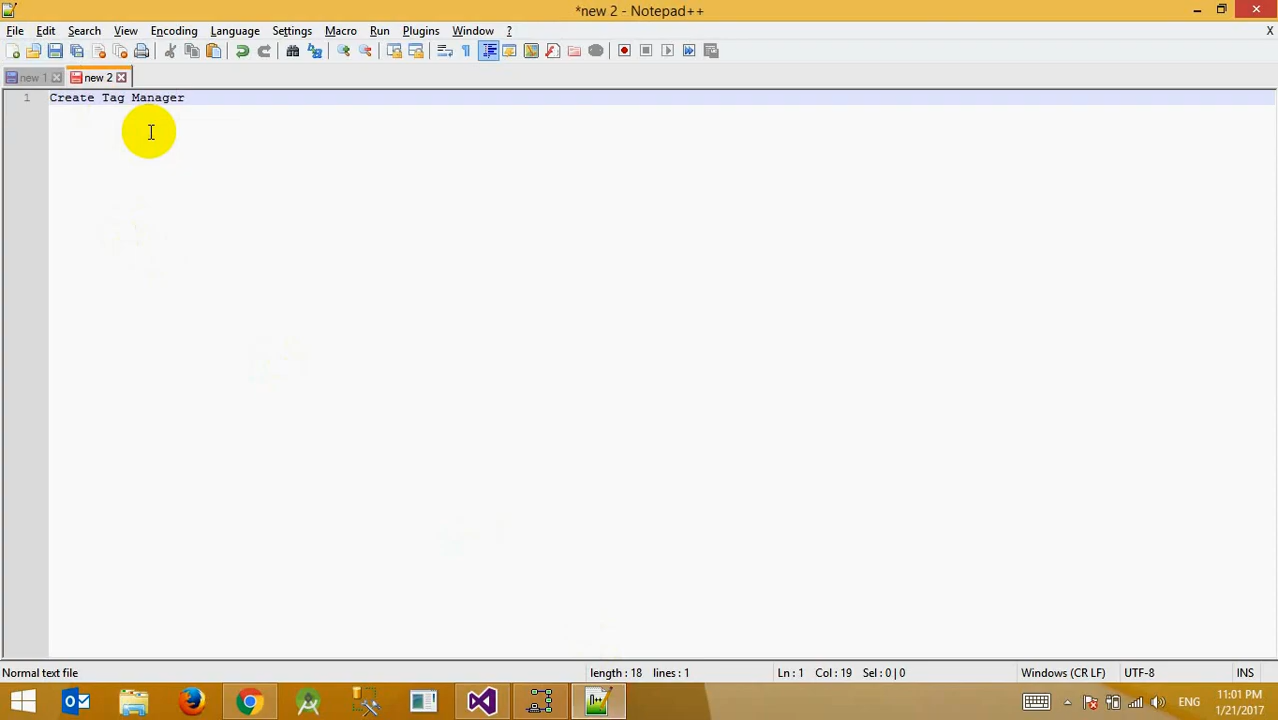 *new 2 - Notepad++
File Edit Search View Encoding Language Settings Macro Run Plugins Window ? X
new 1 new 2
1 Create Tag Manager
Normal text file length : 18 lines : 1 Ln : 1 Col : 19 Sel : 0 | 0 Windows (CR LF) UTF-8 INS
ENG 11:01 PM
1/21/2017